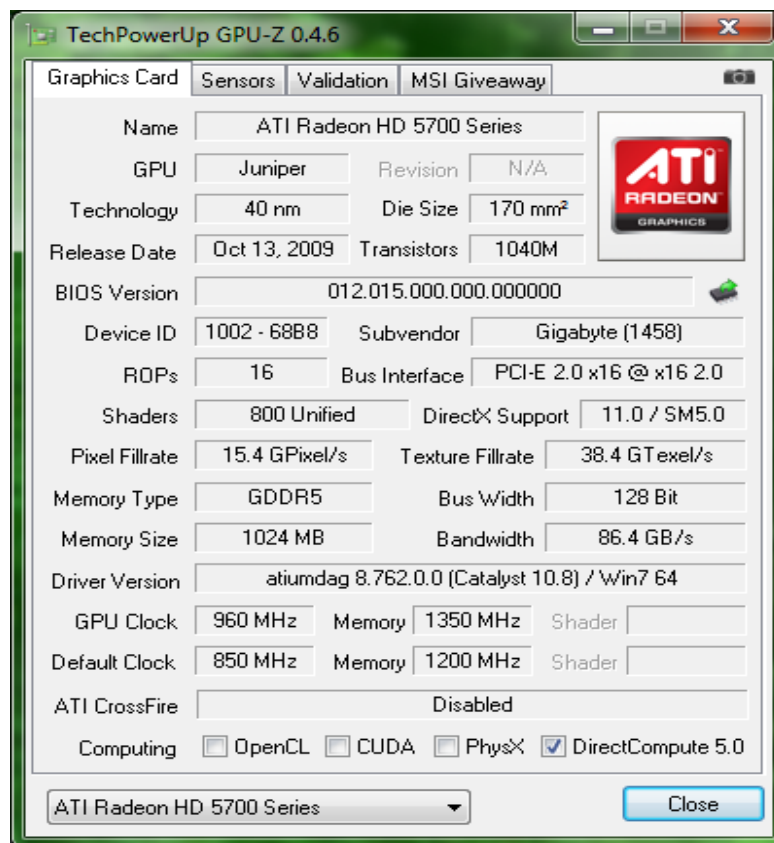 TechPowerUp GPU-Z 0.4.6
Graphics Card Sensors Validation MSI Giveaway
Name ATI Radeon HD 5700 Series
GPU Juniper Revision N/A
ATI
RADEON
GRAPHICS
Technology 40 nm Die Size 170 mm²
Release Date Oct 13, 2009 Transistors 1040M
BIOS Version 012.015.000.000.000000
Device ID 1002 - 68B8 Subvendor Gigabyte (1458)
ROPs 16 Bus Interface PCI-E 2.0 x16 @ x16 2.0
Shaders 800 Unified DirectX Support 11.0 / SM5.0
Pixel Fillrate 15.4 GPixel/s Texture Fillrate 38.4 GTexel/s
Memory Type GDDR5 Bus Width 128 Bit
Memory Size 1024 MB Bandwidth 86.4 GB/s
Driver Version atiumdag 8.762.0.0 (Catalyst 10.8) / Win7 64
GPU Clock 960 MHz Memory 1350 MHz Shader
Default Clock 850 MHz Memory 1200 MHz Shader
ATI CrossFire Disabled
Computing OpenCL CUDA PhysX DirectCompute 5.0
ATI Radeon HD 5700 Series Close